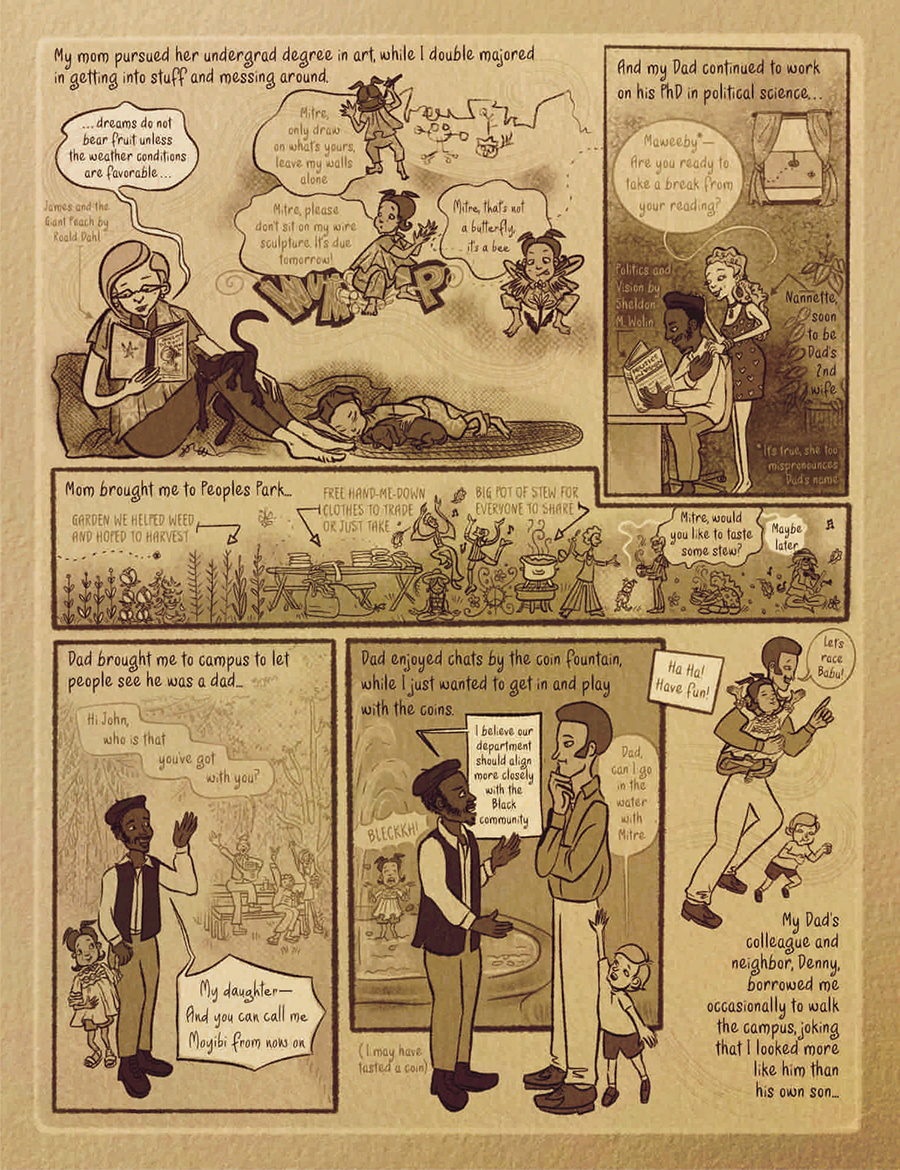 My mom pursued her undergrad degree in art, while I double majored
in getting into stuff and messing around.
...dreams do not
bear fruit unless
the weather conditions
are favorable...
James and the
Giant Peach by
Roald Dahl
Mitre,
only draw
on what's yours,
leave my walls
alone
Mitre, please
don't sit on my wire
sculpture. It's due
tomorrow!
WUMP
Mitre, that's not
a butterfly,
...it's a bee
And my Dad continued to work
on his PhD in political science...
Maweeby*—
Are you ready to
take a break from
your reading?
Politics and
Vision by
Sheldon
M. Wolin
POLITICS
Nannette,
soon
to be
Dad's
2nd
wife
*It's true, she too
mispronounces
Dad's name
Mom brought me to Peoples Park...
GARDEN WE HELPED WEED
AND HOPED TO HARVEST
FREE HAND-ME-DOWN
CLOTHES TO TRADE
OR JUST TAKE
BIG POT OF STEW FOR
EVERYONE TO SHARE
Mitre, would
you like to taste
some stew?
Maybe
later
Dad brought me to campus to let
people see he was a dad...
Hi John,
who is that
you've got
with you?
My daughter—
And you can call me
Moyibi from now on
Dad enjoyed chats by the coin fountain,
while I just wanted to get in and play
with the coins.
I believe our
department
should align
more closely
with the
Black
community
BLECKKH!
Dad,
can I go
in the
water
with
Mitre
(I may have
tasted a coin)
Ha Ha!
Have fun!
Let's
race
Babu!
My Dad's
colleague and
neighbor, Denny,
borrowed me
occasionally to walk
the campus, joking
that I looked more
like him than
his own son...